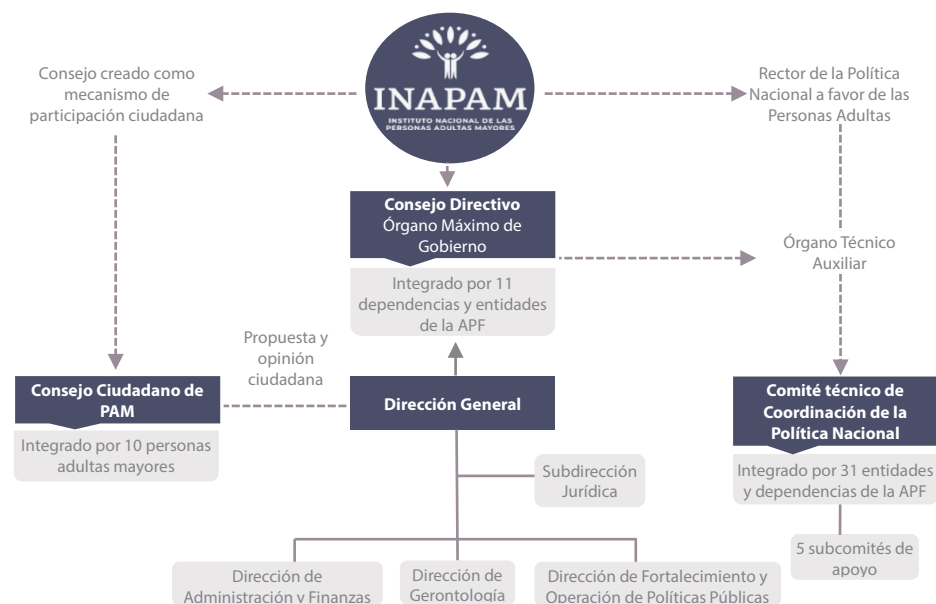 Consejo creado como
mecanismo de
participación ciudadana
INAPAM
INSTITUTO NACIONAL DE LAS
PERSONAS ADULTAS MAYORES
Rector de la Política
Nacional a favor de las
Personas Adultas
Consejo Directivo
Órgano Máximo de
Gobierno
Integrado por 11
dependencias y entidades
de la APF
Órgano Técnico
Auxiliar
Propuesta y
opinión
ciudadana
Consejo Ciudadano de
PAM
Integrado por 10 personas
adultas mayores
Dirección General
Comité técnico de
Coordinación de la
Política Nacional
Integrado por 31 entidades
y dependencias de la APF
Subdirección
Jurídica
5 subcomités de
apoyo
Dirección de
Administración y Finanzas
Dirección de
Gerontología
Dirección de Fortalecimiento y
Operación de Políticas Públicas